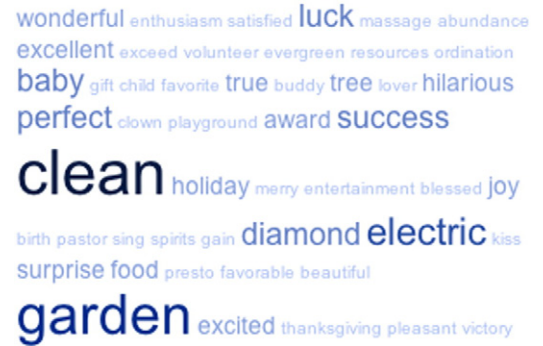 wonderful enthusiasm satisfied luck massage abundance
excellent exceed volunteer evergreen resources ordination
baby gift child favorite true buddy tree lover hilarious
perfect clown playground award success
clean holiday merry entertainment blessed joy
birth pastor sing spirits gain diamond electric kiss
surprise food presto favorable beautiful
garden excited thanksgiving pleasant victory